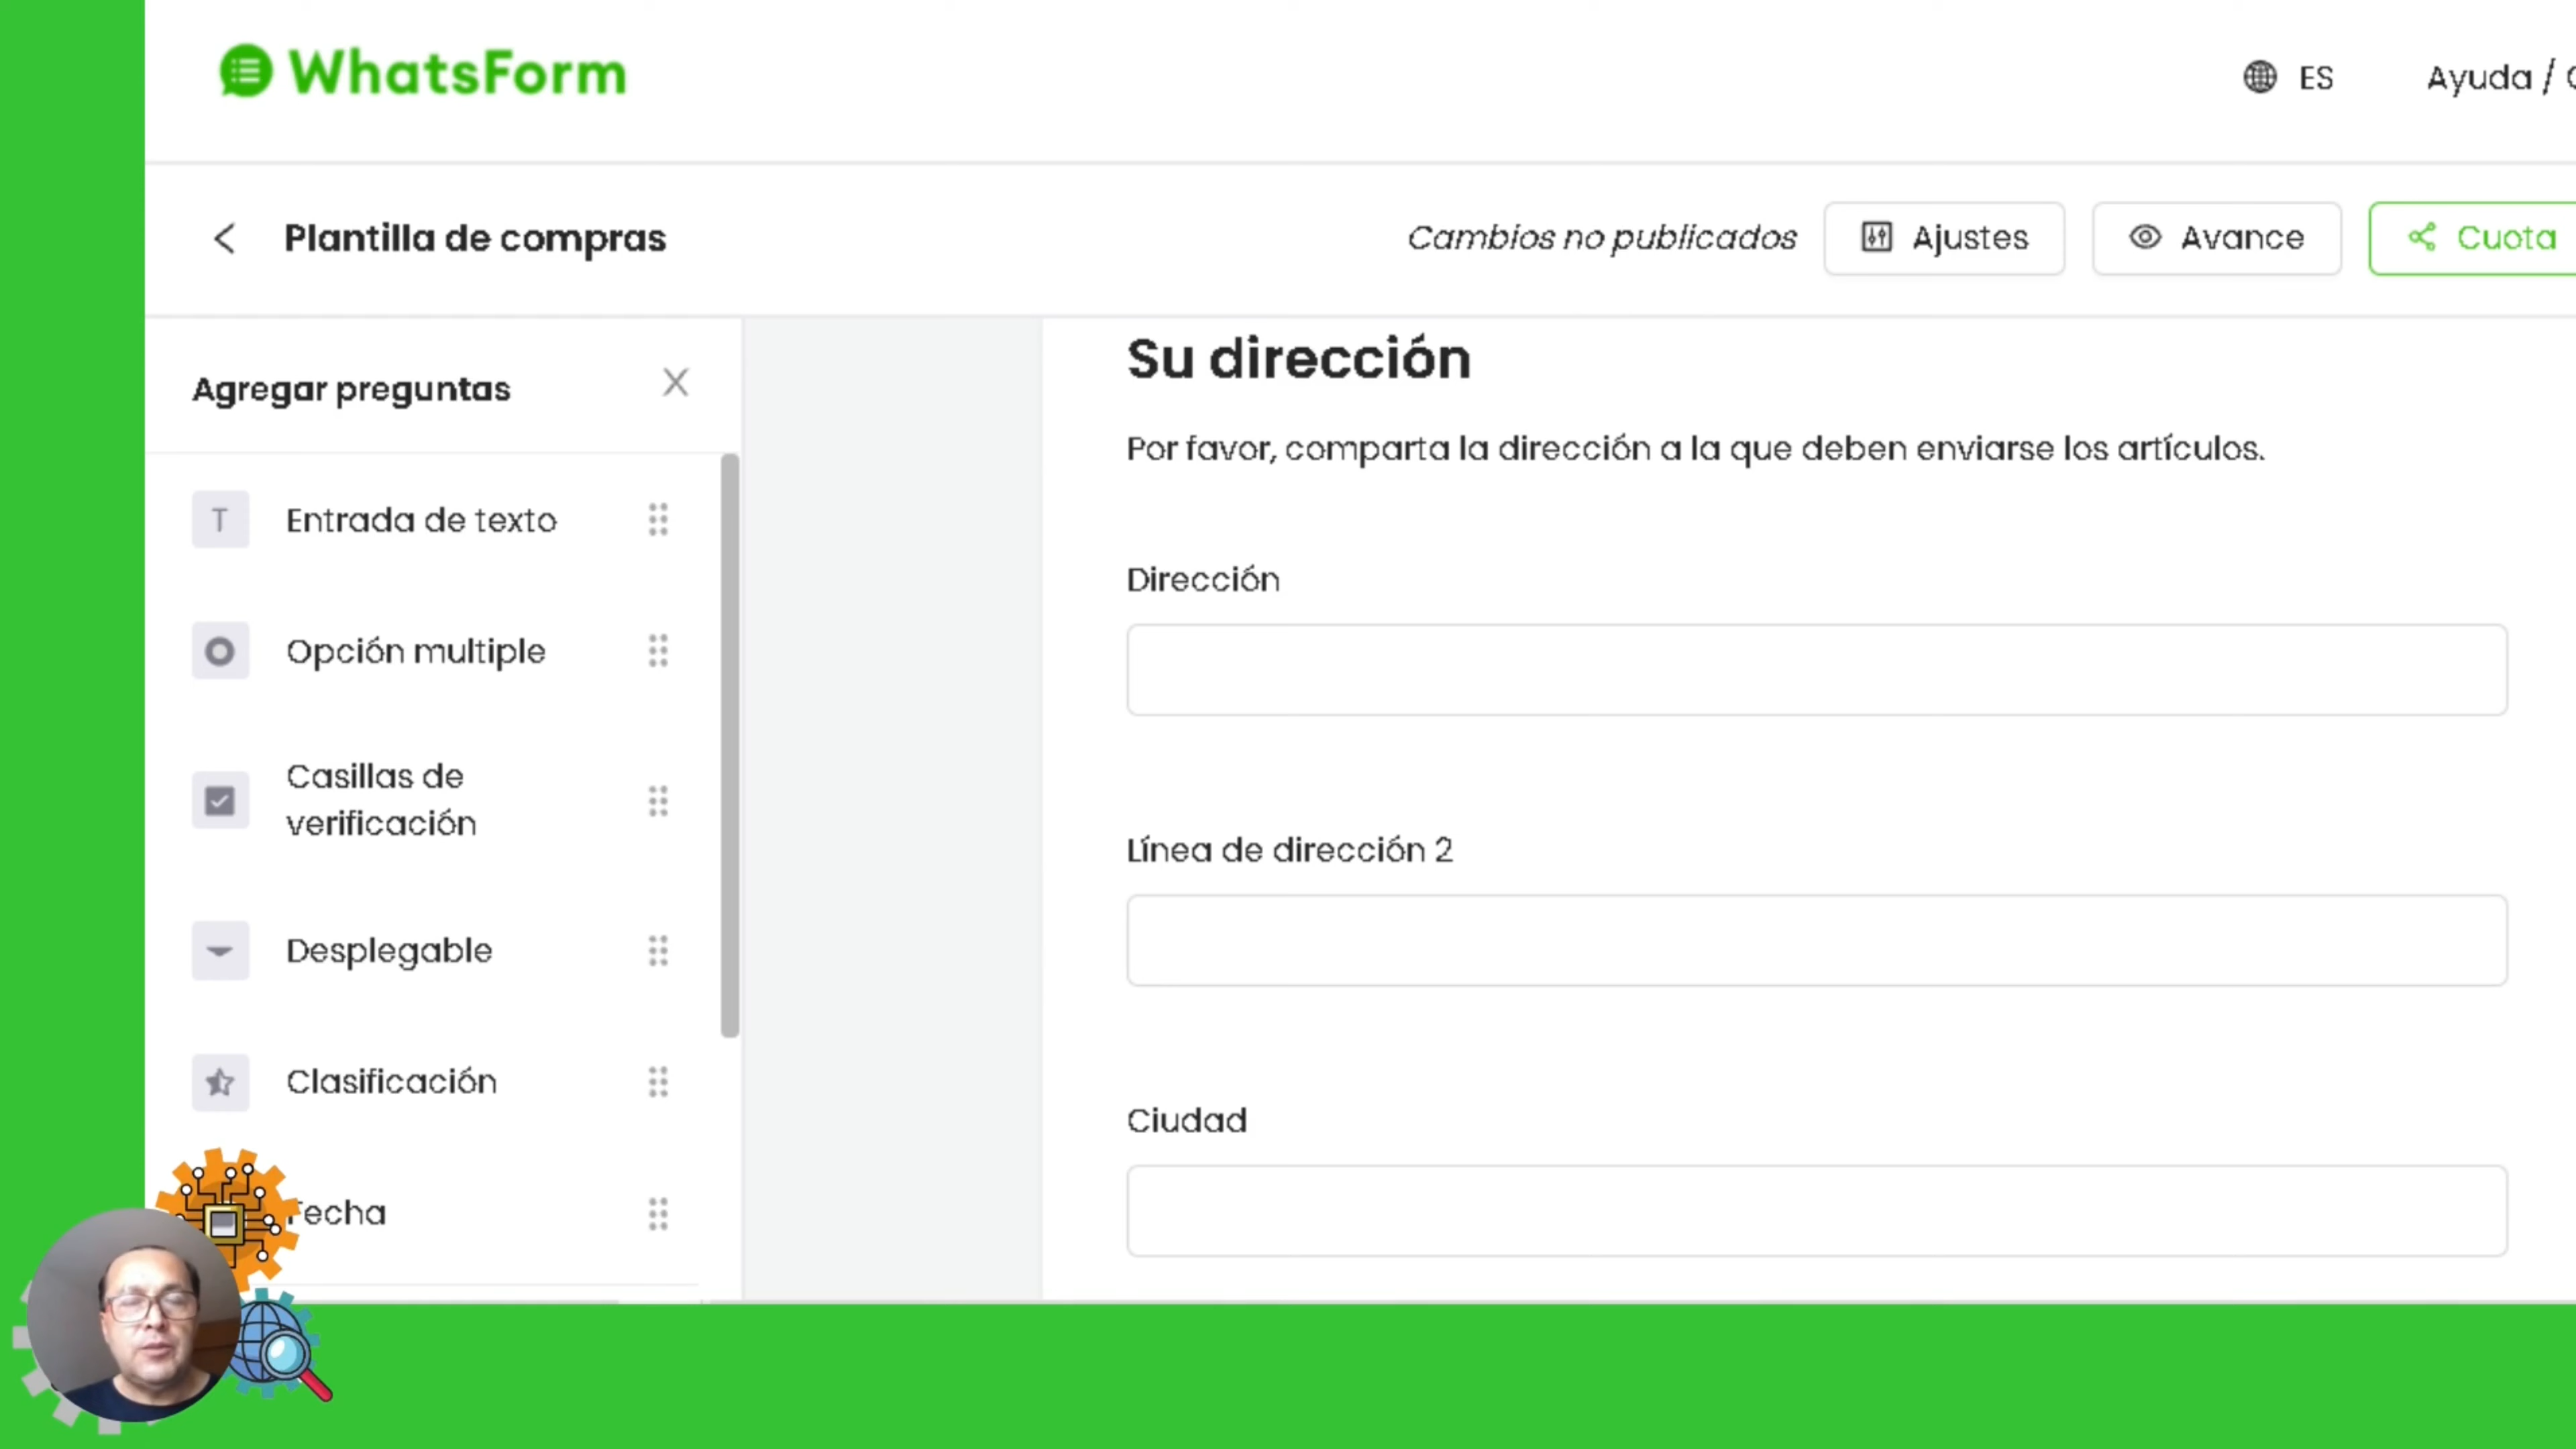 WhatsForm
ES
Ayuda /
Plantilla de compras
Cambios no publicados
Ajustes
Avance
Cuota
Agregar preguntas
T
Entrada de texto
Opción multiple
Casillas de
verificación
Desplegable
Clasificación
Fecha
Su dirección
Por favor, comparta la dirección a la que deben enviarse los artículos.
Dirección
Línea de dirección 2
Ciudad